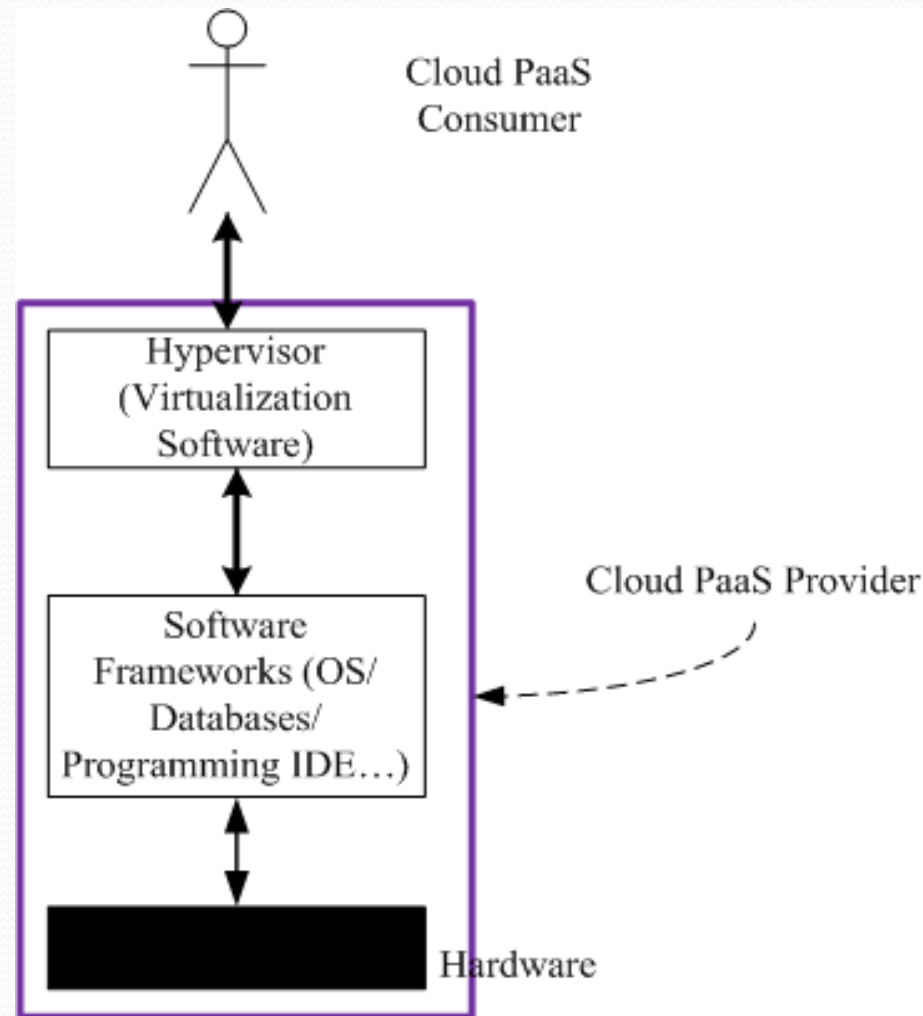 Cloud PaaS
Consumer
Hypervisor
(Virtualization
Software)
Cloud PaaS Provider
Software
Frameworks (OS/
Databases/
Programming IDE…)
Hardware